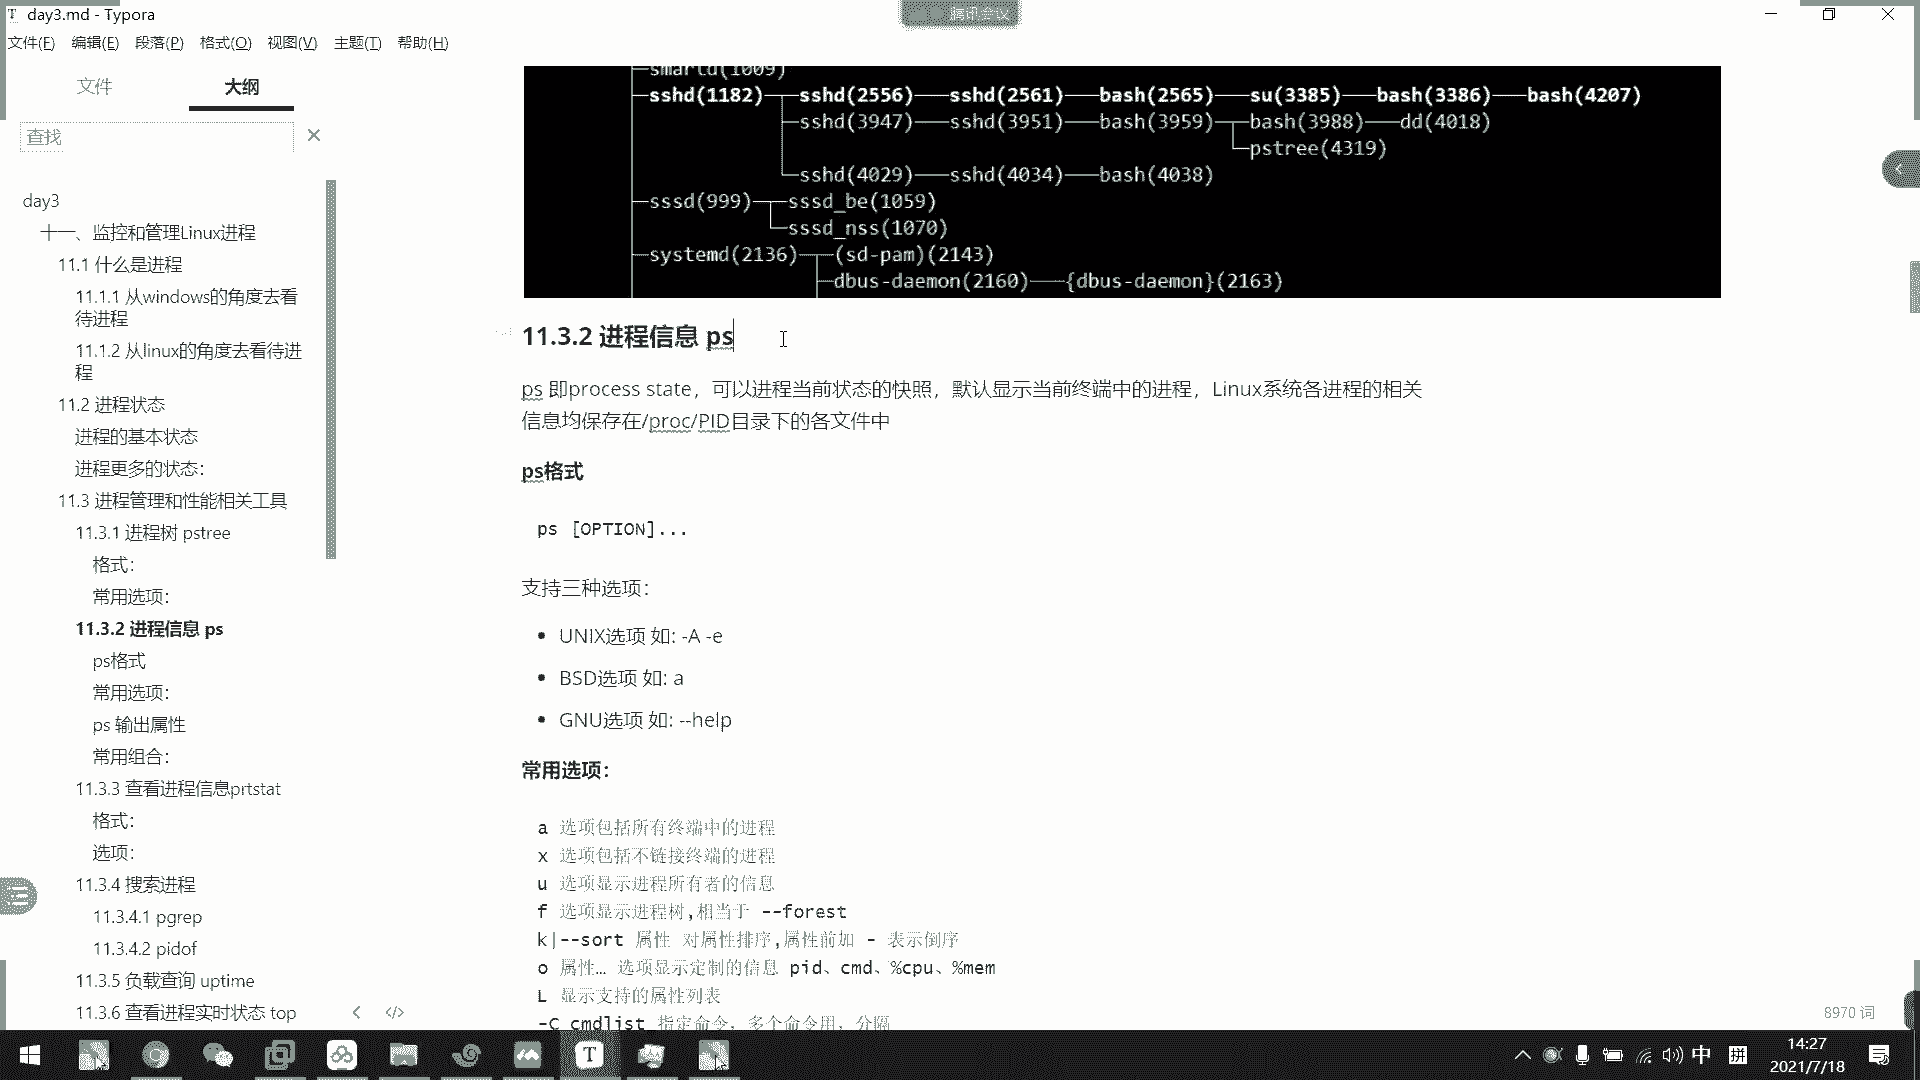 day3.md - Typora
腾讯会议
文件(F) 编辑(E) 段落(P) 格式(O) 视图(V) 主题(T) 帮助(H)
文件 大纲
查找
day3
十一、监控和管理Linux进程
11.1 什么是进程
11.1.1 从windows的角度去看
待进程
11.1.2 从linux的角度去看待进
程
11.2 进程状态
进程的基本状态
进程更多的状态：
11.3 进程管理和性能相关工具
11.3.1 进程树 pstree
格式：
常用选项：
11.3.2 进程信息 ps
ps格式
常用选项：
ps 输出属性
常用组合：
11.3.3 查看进程信息prtstat
格式：
选项：
11.3.4 搜索进程
11.3.4.1 pgrep
11.3.4.2 pidof
11.3.5 负载查询 uptime
11.3.6 查看进程实时状态 top
smartd(1009)
sshd(1182) sshd(2556) sshd(2561) bash(2565) su(3385) bash(3386) bash(4207)
sshd(3947) sshd(3951) bash(3959) bash(3988) dd(4018)
pstree(4319)
sshd(4029) sshd(4034) bash(4038)
sssd(999) sssd_be(1059)
sssd_nss(1070)
systemd(2136) (sd-pam)(2143)
dbus-daemon(2160) {dbus-daemon}(2163)
11.3.2 进程信息 ps
ps 即process state，可以进程当前状态的快照，默认显示当前终端中的进程，Linux系统各进程的相关
信息均保存在/proc/PID目录下的各文件中
ps格式
ps [OPTION]...
支持三种选项：
UNIX选项 如: -A -e
BSD选项 如: a
GNU选项 如: --help
常用选项：
a 选项包括所有终端中的进程
x 选项包括不链接终端的进程
u 选项显示进程所有者的信息
f 选项显示进程树,相当于 --forest
k|--sort 属性 对属性排序,属性前加 - 表示倒序
o 属性… 选项显示定制的信息 pid、cmd、%cpu、%mem
L 显示支持的属性列表
-C cmdlist 指定命令，多个命令用，分隔
8970 词
中 拼
14:27
2021/7/18